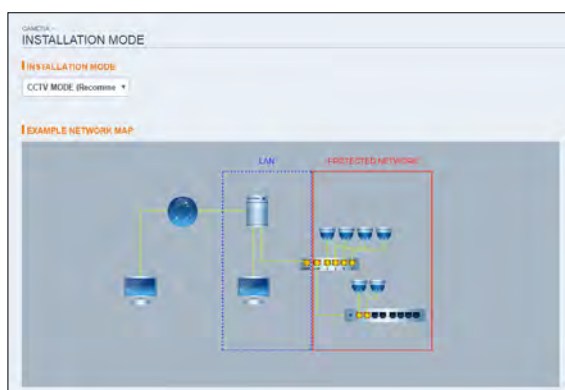 CAMERA -
INSTALLATION MODE
INSTALLATION MODE
CCTV MODE (Recomme
EXAMPLE NETWORK MAP
LAN
PROTECTED NETWORK